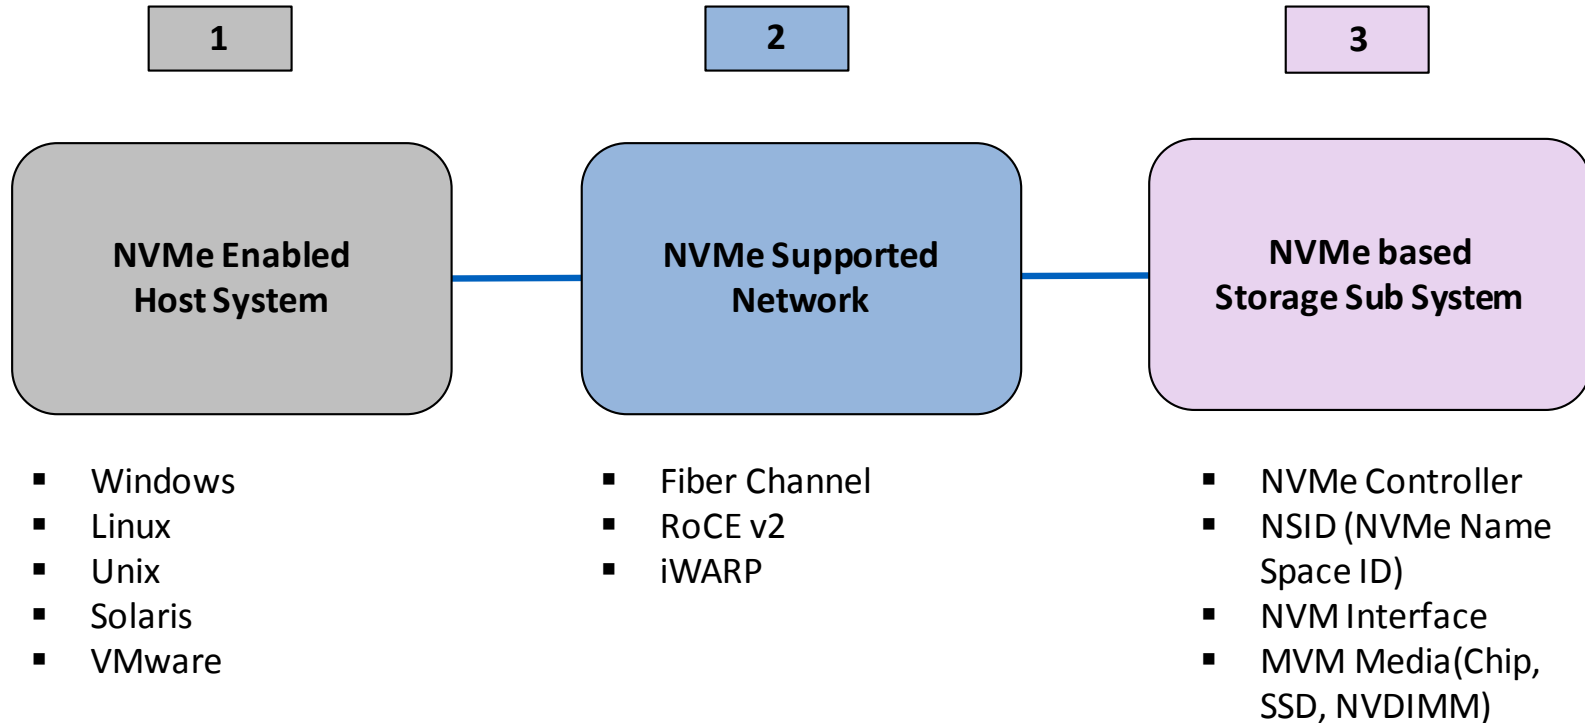 1
2
3
NVMe Enabled
Host System
NVMe Supported
Network
NVMe based
Storage Sub System
▪ Windows
▪ Linux
▪ Unix
▪ Solaris
▪ VMware
▪ Fiber Channel
▪ RoCE v2
▪ iWARP
▪ NVMe Controller
▪ NSID (NVMe Name
Space ID)
▪ NVM Interface
▪ MVM Media(Chip,
SSD, NVDIMM)